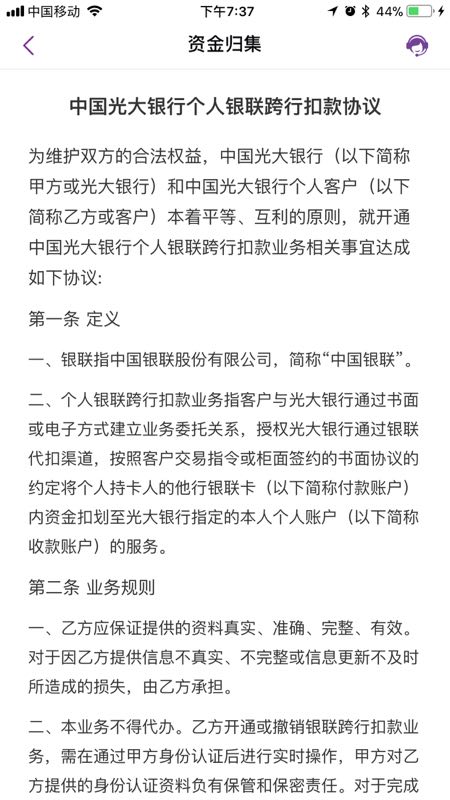 中国移动
下午7:37
44%
资金归集
中国光大银行个人银联跨行扣款协议
为维护双方的合法权益，中国光大银行（以下简称
甲方或光大银行）和中国光大银行个人客户（以下
简称乙方或客户）本着平等、互利的原则，就开通
中国光大银行个人银联跨行扣款业务相关事宜达成
如下协议:
第一条 定义
一、银联指中国银联股份有限公司，简称“中国银联”。
二、个人银联跨行扣款业务指客户与光大银行通过书面
或电子方式建立业务委托关系，授权光大银行通过银联
代扣渠道，按照客户交易指令或柜面签约的书面协议的
约定将个人持卡人的他行银联卡（以下简称付款账户）
内资金扣划至光大银行指定的本人个人账户（以下简称
收款账户）的服务。
第二条 业务规则
一、乙方应保证提供的资料真实、准确、完整、有效。
对于因乙方提供信息不真实、不完整或信息更新不及时
所造成的损失，由乙方承担。
二、本业务不得代办。乙方开通或撤销银联跨行扣款业
务，需在通过甲方身份认证后进行实时操作，甲方对乙
方提供的身份认证资料负有保管和保密责任。对于完成